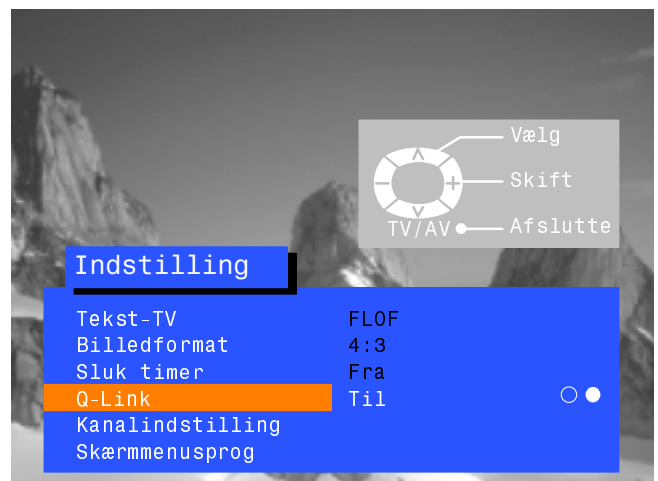 Vælg
Skift
TV/AV Afslutte
Indstilling
Tekst-TV FLOF
Billedformat 4:3
Sluk timer Fra
Q-Link Til
Kanalindstilling
Skærmmenusprog